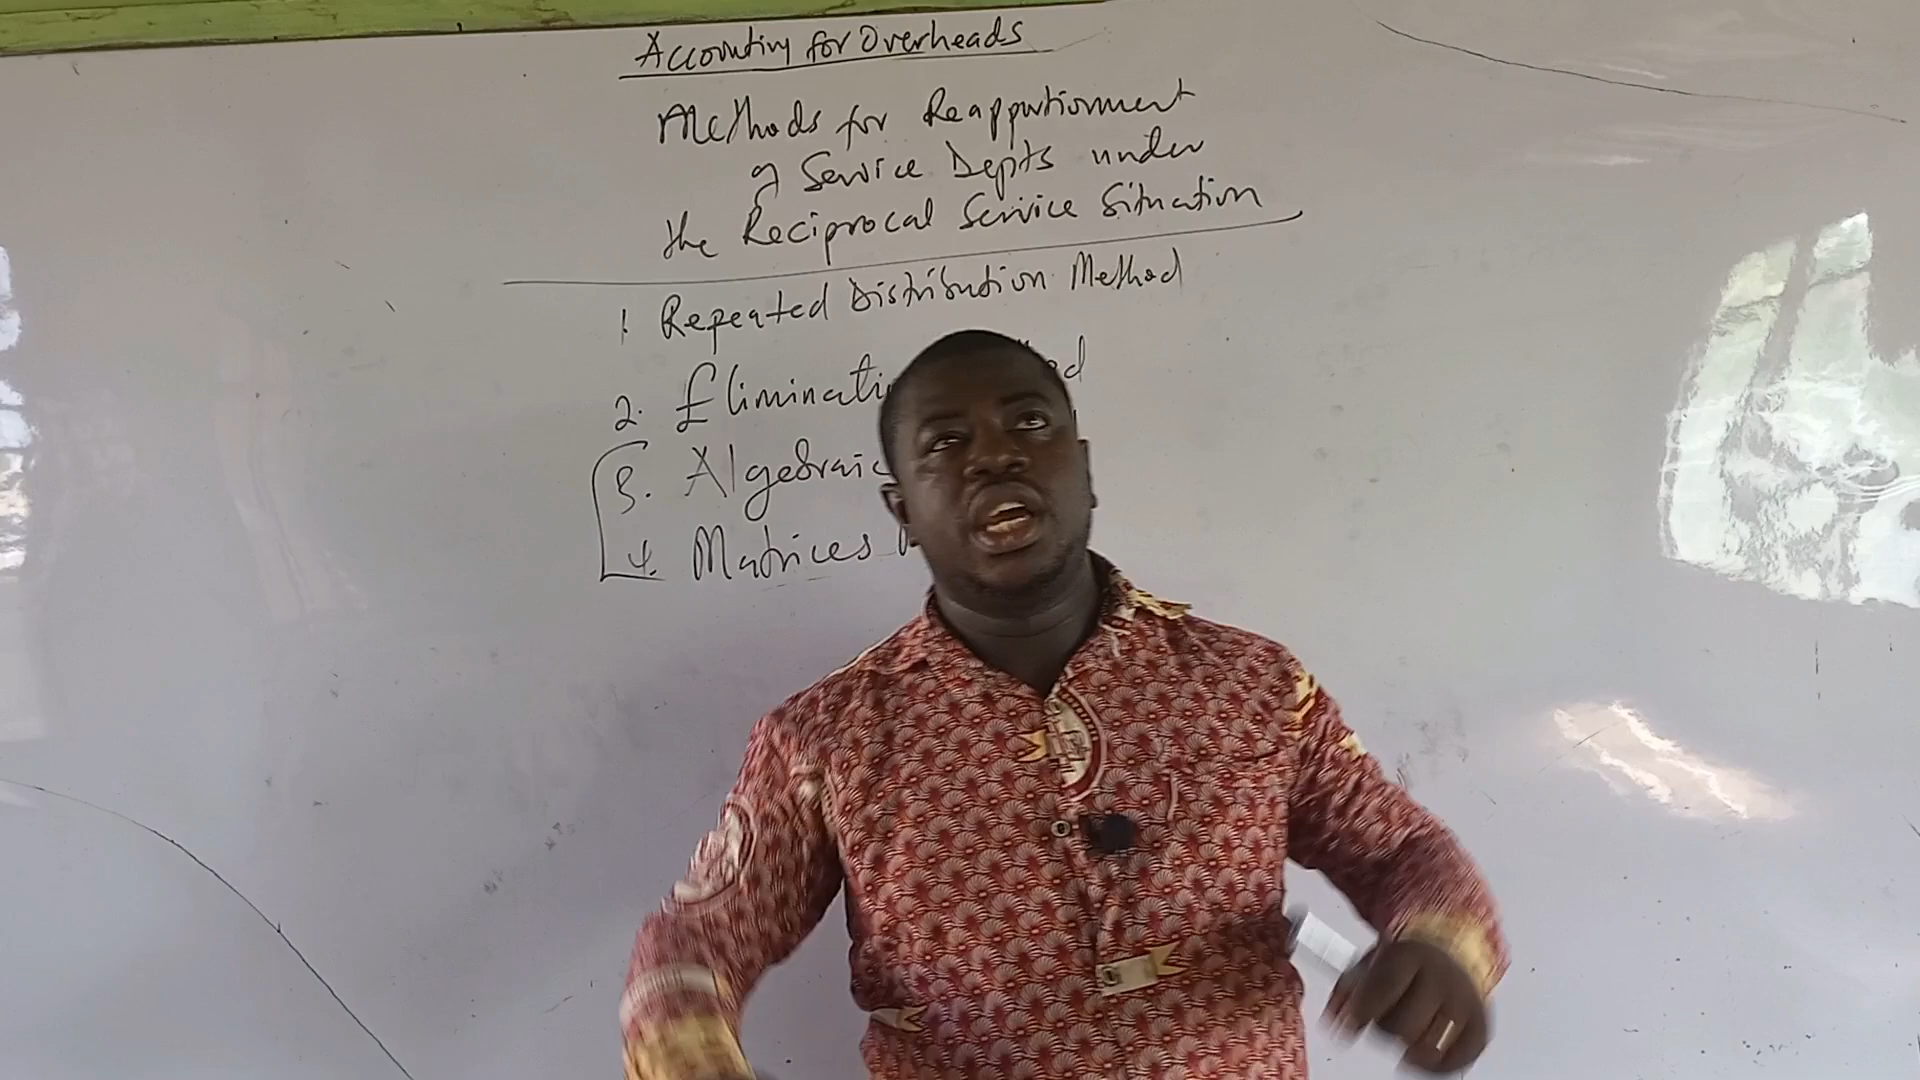 Accounting for Overheads
Methods for Reapportionment
of Service Depts under
the Reciprocal Service Situation
1. Repeated Distribution Method
2. Eliminati
3. Algebraic
4. Matrices